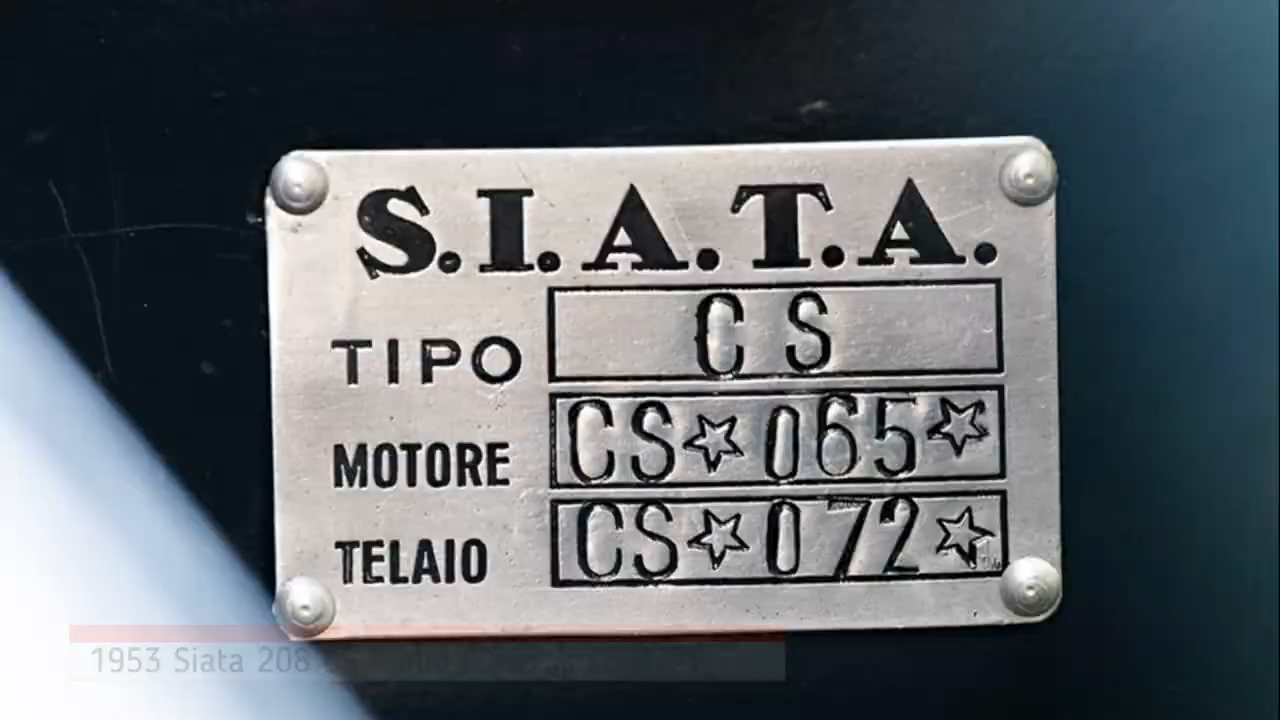 S.I.A.T.A.
TIPO CS
MOTORE CS☆065☆
TELAIO CS☆072☆
1953 Siata 208